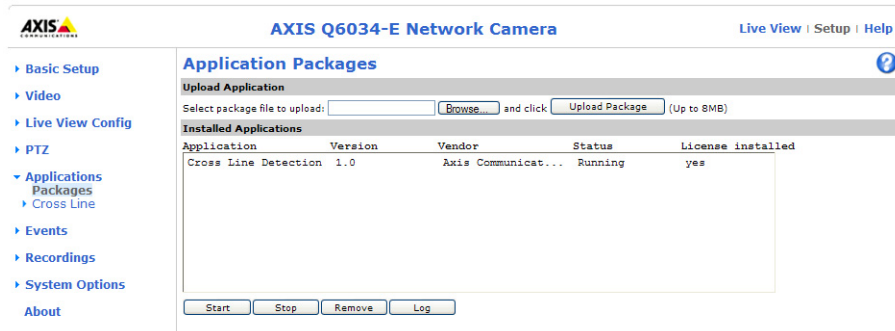 AXIS
COMMUNICATIONS
AXIS Q6034-E Network Camera
Live View | Setup | Help
Basic Setup
Video
Live View Config
PTZ
Applications
Packages
Cross Line
Events
Recordings
System Options
About
Application Packages
?
Upload Application
Select package file to upload: Browse... and click Upload Package (Up to 8MB)
Installed Applications
Application Version Vendor Status License installed
Cross Line Detection 1.0 Axis Communicat... Running yes
Start Stop Remove Log